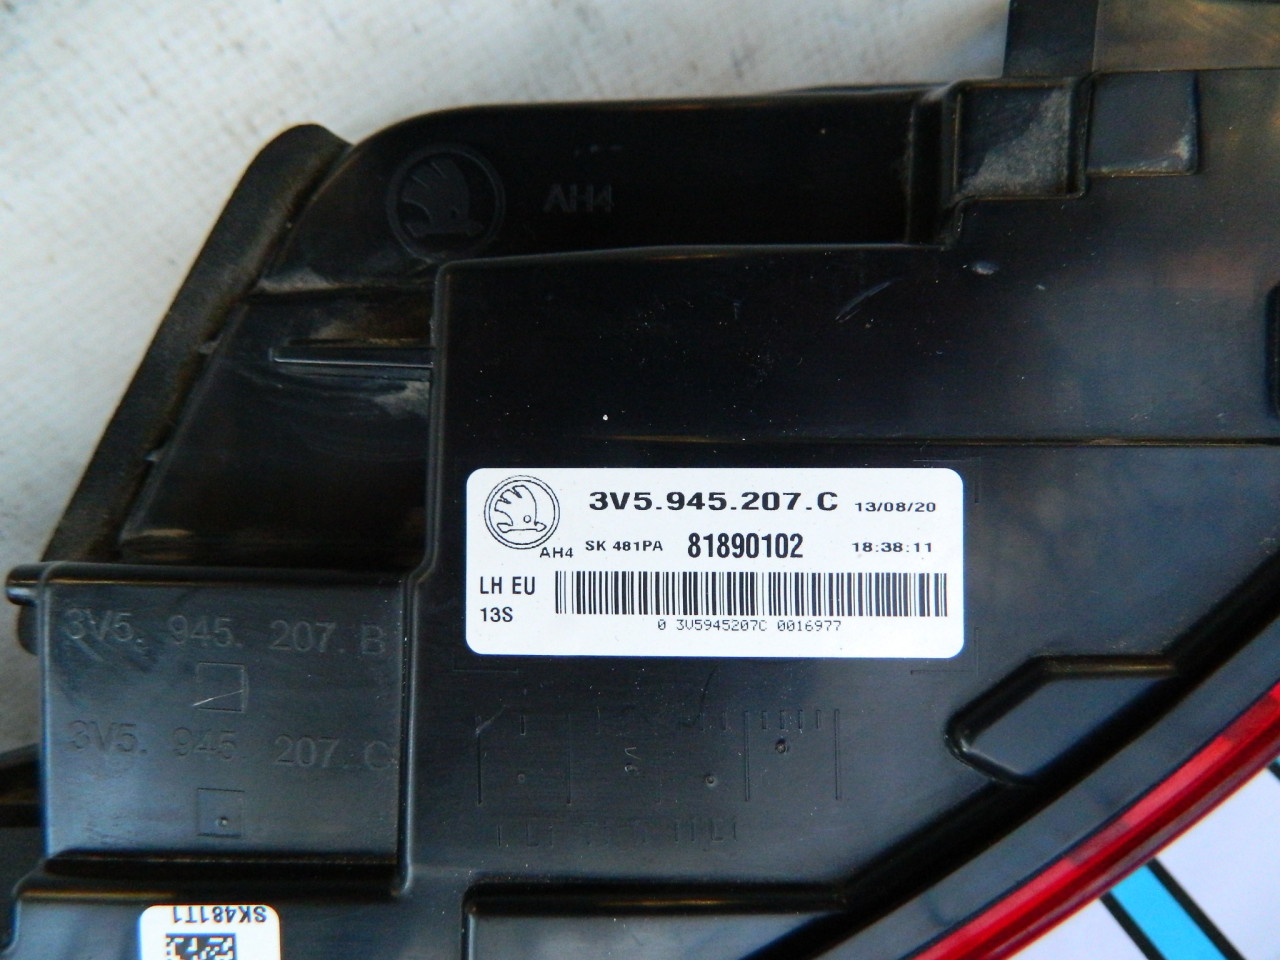 AH4
3V5.945.207.C 13/08/20
AH4 SK 481PA 81890102 18:38:11
LH EU
13S
0 3V5945207C 0016977
3V5. 945. 207. B
3V5. 945 207. C
SK481T1